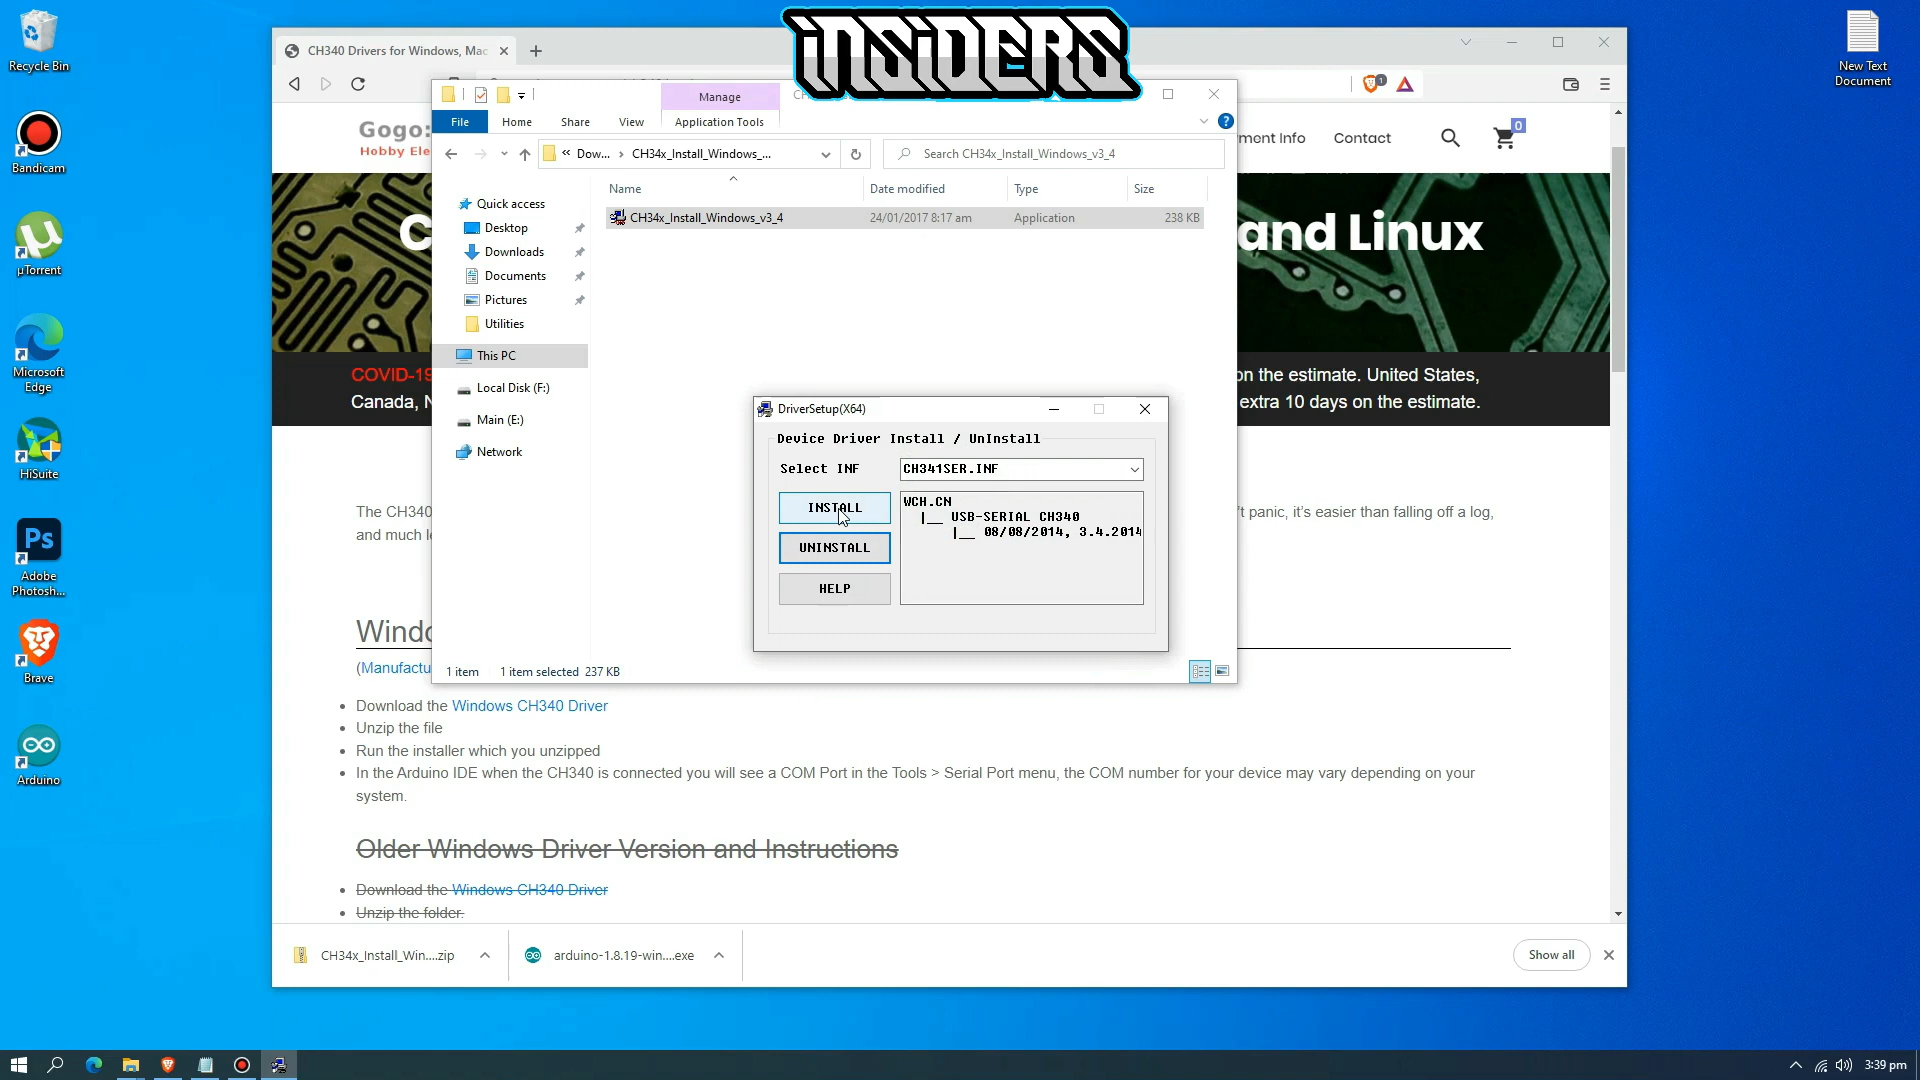 INSIDERS
Recycle Bin
Bandicam
µTorrent
Microsoft
Edge
HiSuite
Adobe
Photosh...
Brave
Arduino
New Text
Document
CH340 Drivers for Windows, Mac
1
Gogo:
Hobby Ele
ment Info
Contact
0
and Linux
COVID-19
on the estimate. United States,
Canada, N
extra 10 days on the estimate.
The CH340
't panic, it's easier than falling off a log,
and much le
Windo
(Manufactu
Download the Windows CH340 Driver
Unzip the file
Run the installer which you unzipped
In the Arduino IDE when the CH340 is connected you will see a COM Port in the Tools > Serial Port menu, the COM number for your device may vary depending on your
system.
Older Windows Driver Version and Instructions
Download the Windows CH340 Driver
Unzip the folder.
CH34x_Install_Win....zip
arduino-1.8.19-win....exe
Show all
Manage
File
Home
Share
View
Application Tools
« Dow... › CH34x_Install_Windows_...
Search CH34x_Install_Windows_v3_4
Name
Date modified
Type
Size
CH34x_Install_Windows_v3_4
24/01/2017 8:17 am
Application
238 KB
Quick access
Desktop
Downloads
Documents
Pictures
Utilities
This PC
Local Disk (F:)
Main (E:)
Network
1 item
1 item selected 237 KB
DriverSetup(X64)
Device Driver Install / UnInstall
Select INF
CH341SER.INF
INSTALL
UNINSTALL
HELP
WCH.CN
|__ USB-SERIAL CH340
|__ 08/08/2014, 3.4.2014
3:39 pm